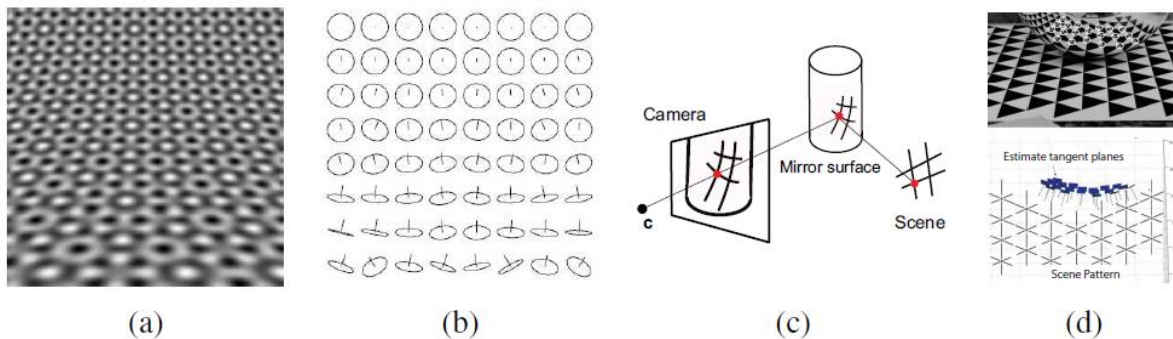 Camera
Mirror surface
c
Scene
Estimate tangent planes
Scene Pattern
(a)
(b)
(c)
(d)